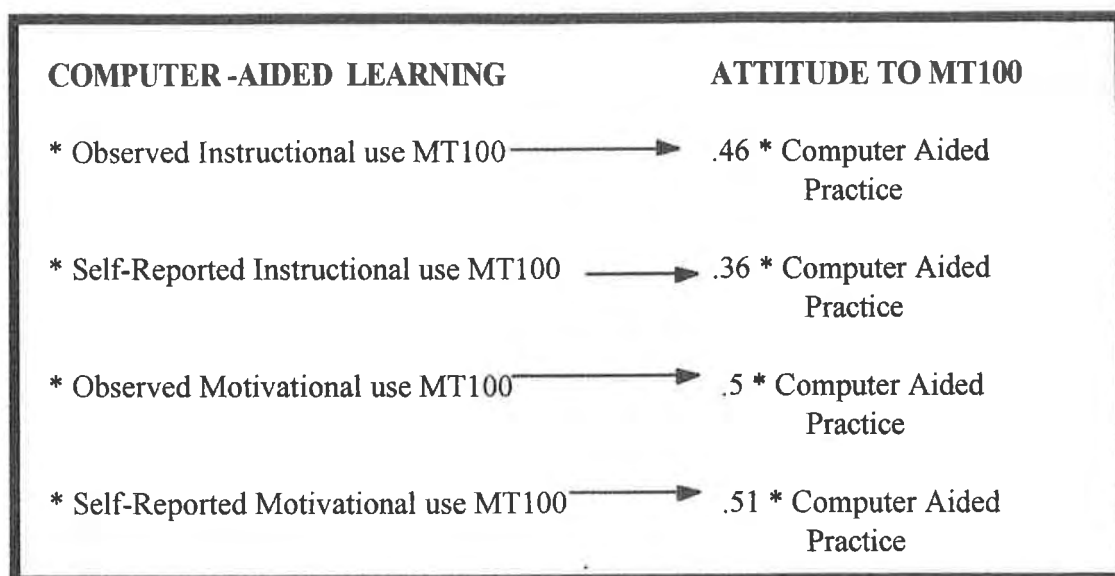 COMPUTER-AIDED LEARNING ATTITUDE TO MT100
* Observed Instructional use MT100 .46 * Computer Aided
Practice
* Self-Reported Instructional use MT100 .36 * Computer Aided
Practice
* Observed Motivational use MT100 .5 * Computer Aided
Practice
* Self-Reported Motivational use MT100 .51 * Computer Aided
Practice